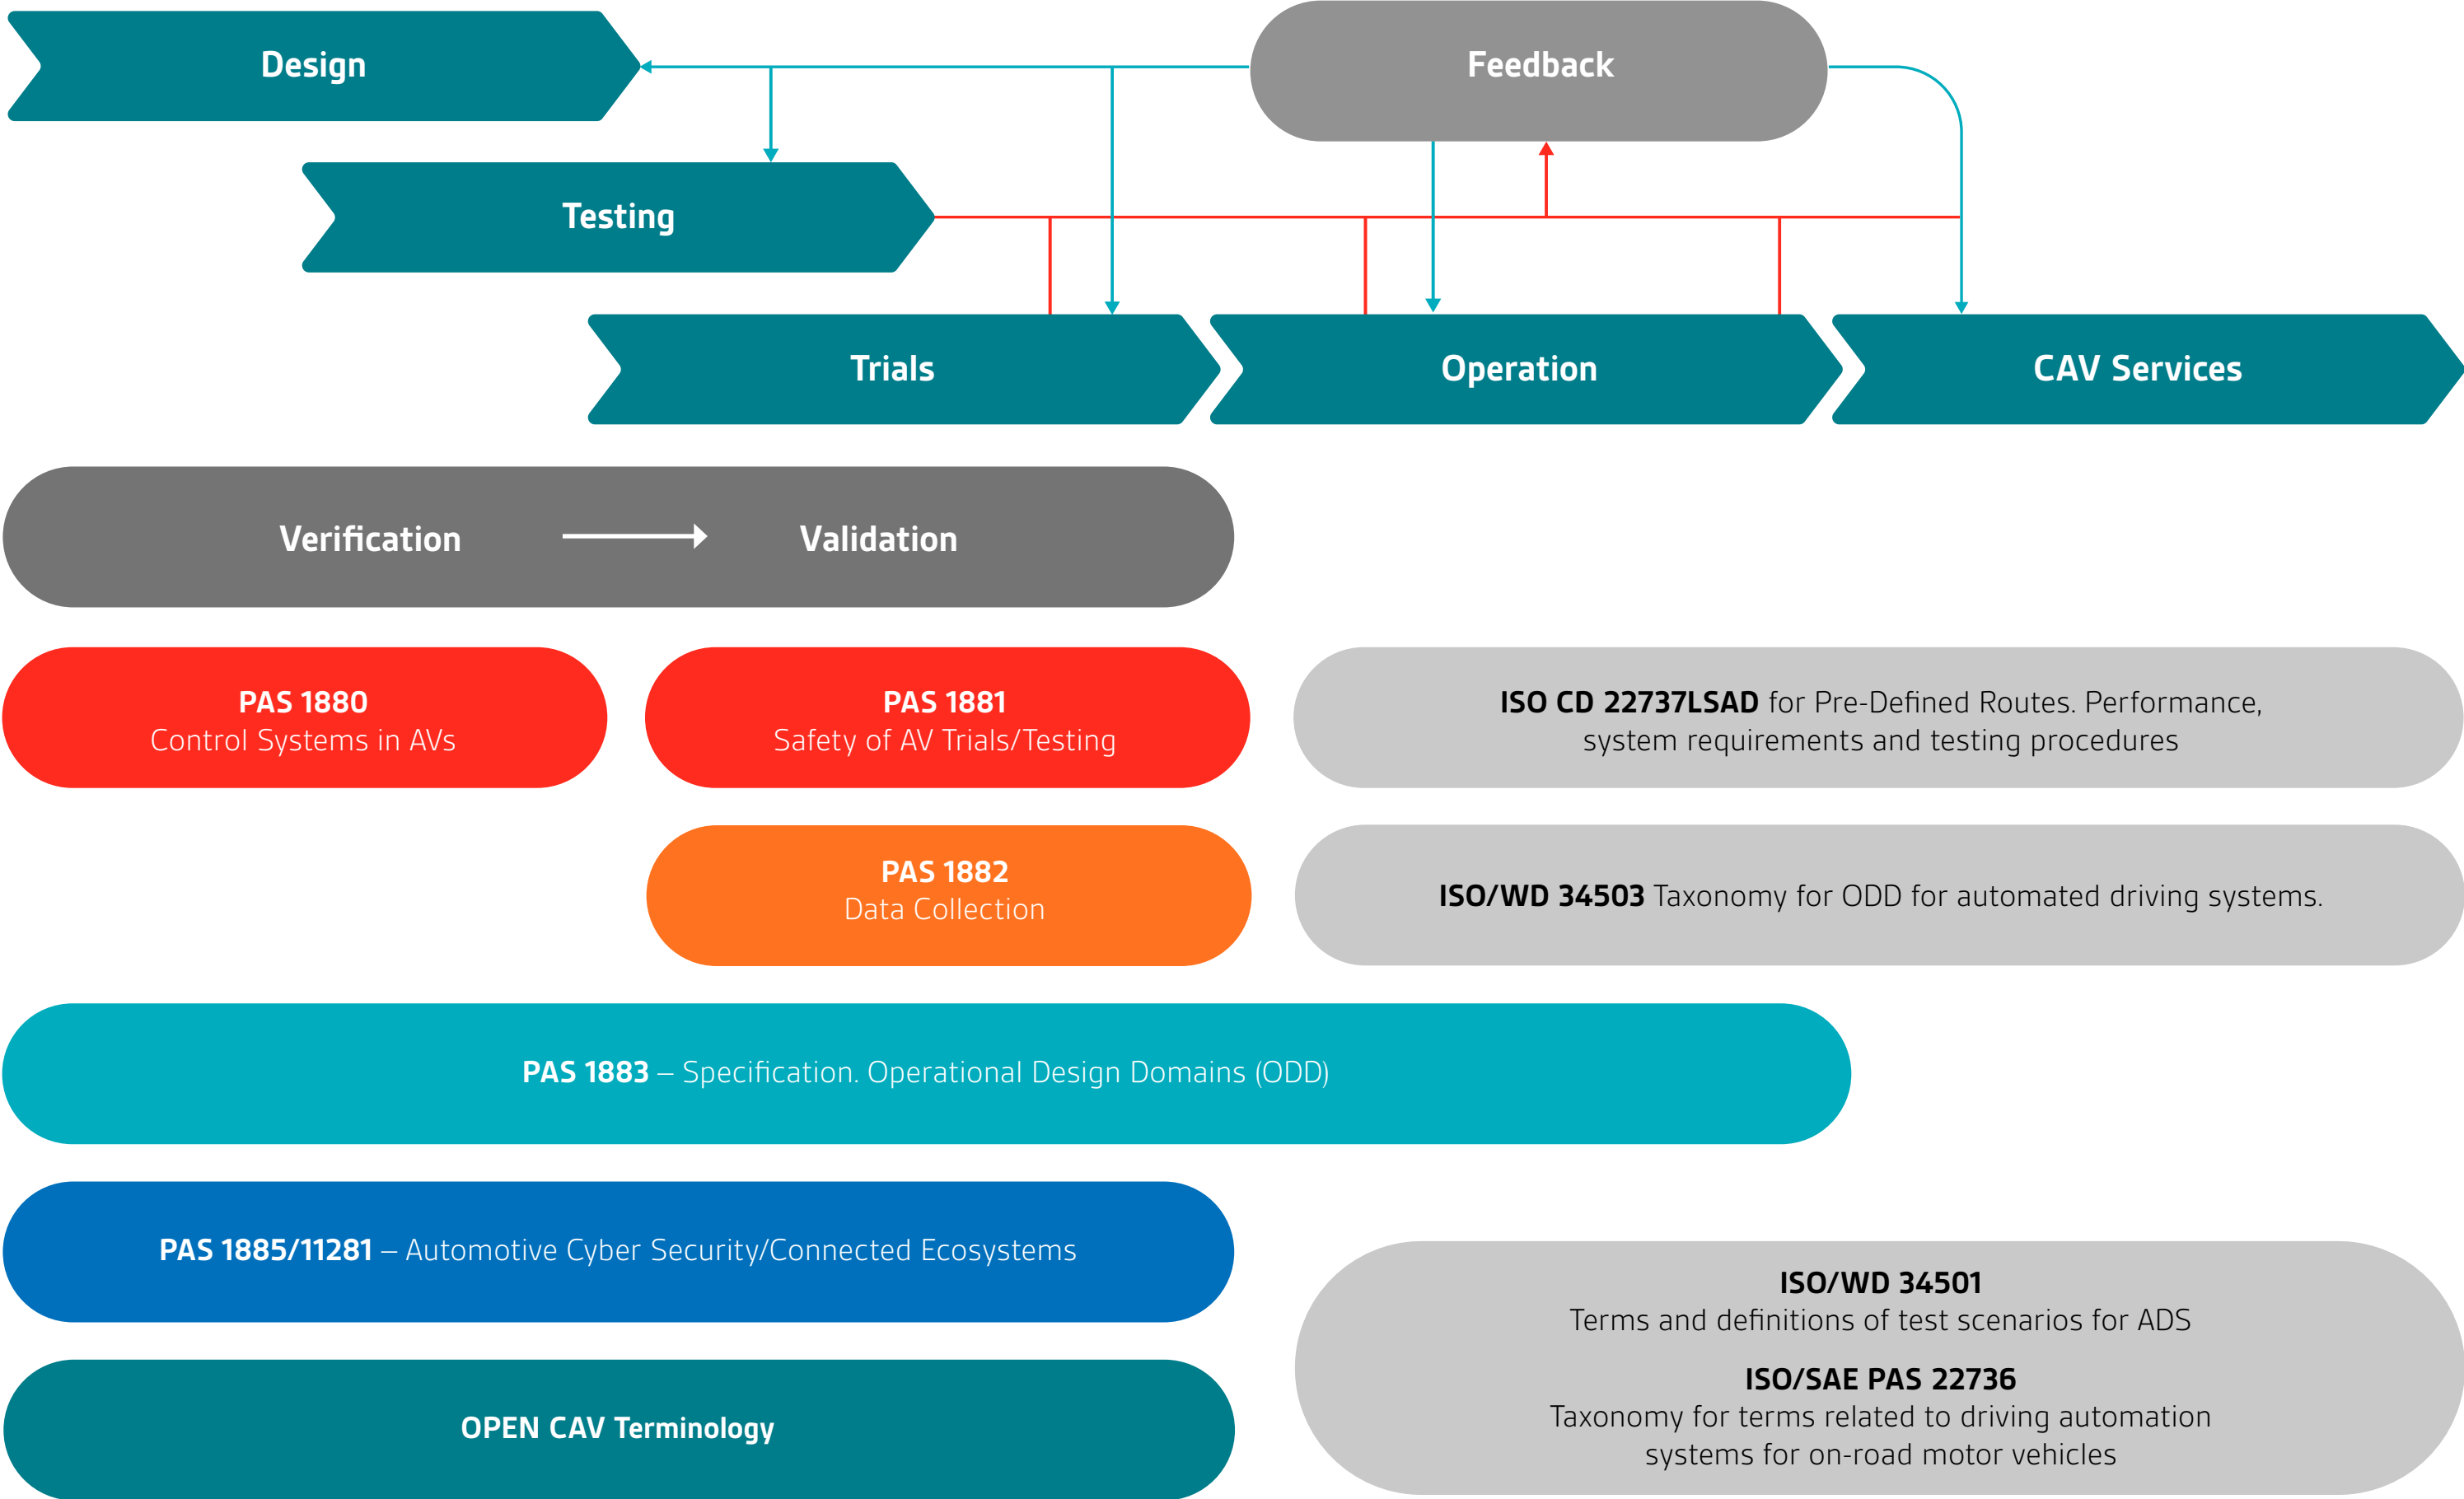 Design
Feedback
Testing
Trials
Operation
CAV Services
Verification
Validation
PAS 1880
Control Systems in AVs
PAS 1881
Safety of AV Trials/Testing
ISO CD 22737LSAD for Pre-Defined Routes. Performance,
system requirements and testing procedures
PAS 1882
Data Collection
ISO/WD 34503 Taxonomy for ODD for automated driving systems.
PAS 1883 – Specification. Operational Design Domains (ODD)
PAS 1885/11281 – Automotive Cyber Security/Connected Ecosystems
OPEN CAV Terminology
ISO/WD 34501
Terms and definitions of test scenarios for ADS
ISO/SAE PAS 22736
Taxonomy for terms related to driving automation
systems for on-road motor vehicles